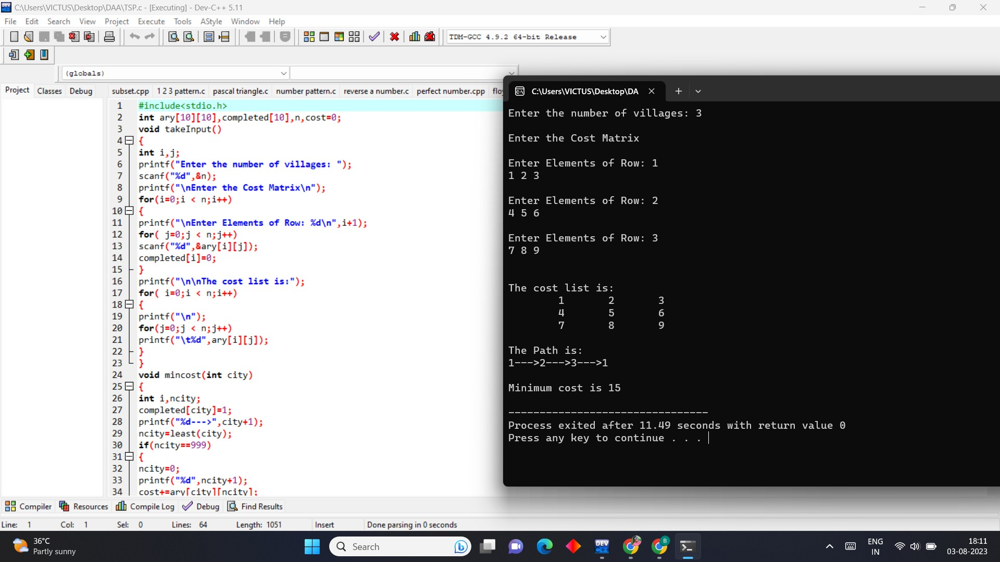 C:\Users\VICTUS\Desktop\DAA\TSP.c - [Executing] - Dev-C++ 5.11
File Edit Search View Project Execute Tools AStyle Window Help
TDM-GCC 4.9.2 64-bit Release
(globals)
Project Classes Debug
subset.cpp 1 2 3 pattern.c pascal triangle.c number pattern.c reverse a number.c perfect number.cpp
1 #include<stdio.h>
2 int ary[10][10],completed[10],n,cost=0;
3 void takeInput()
4 {
5 int i,j;
6 printf("Enter the number of villages: ");
7 scanf("%d",&n);
8 printf("\nEnter the Cost Matrix\n");
9 for(i=0;i < n;i++)
10 {
11 printf("\nEnter Elements of Row: %d\n",i+1);
12 for( j=0;j < n;j++)
13 scanf("%d",&ary[i][j]);
14 completed[i]=0;
15 }
16 printf("\n\nThe cost list is:");
17 for( i=0;i < n;i++)
18 {
19 printf("\n");
20 for(j=0;j < n;j++)
21 printf("\t%d",ary[i][j]);
22 }
23 }
24 void mincost(int city)
25 {
26 int i,ncity;
27 completed[city]=1;
28 printf("%d--->",city+1);
29 ncity=least(city);
30 if(ncity==999)
31 {
32 ncity=0;
33 printf("%d",ncity+1);
34 cost+=ary[city][ncity];
C:\Users\VICTUS\Desktop\DA
Enter the number of villages: 3
Enter the Cost Matrix
Enter Elements of Row: 1
1 2 3
Enter Elements of Row: 2
4 5 6
Enter Elements of Row: 3
7 8 9
The cost list is:
1 2 3
4 5 6
7 8 9
The Path is:
1--->2--->3--->1
Minimum cost is 15
--------------------------------
Process exited after 11.49 seconds with return value 0
Press any key to continue . . .
Compiler Resources Compile Log Debug Find Results
Line: 1 Col: 1 Sel: 0 Lines: 64 Length: 1051 Insert Done parsing in 0 seconds
36°C
Partly sunny
Search
DEV
B
ENG
IN
18:11
03-08-2023